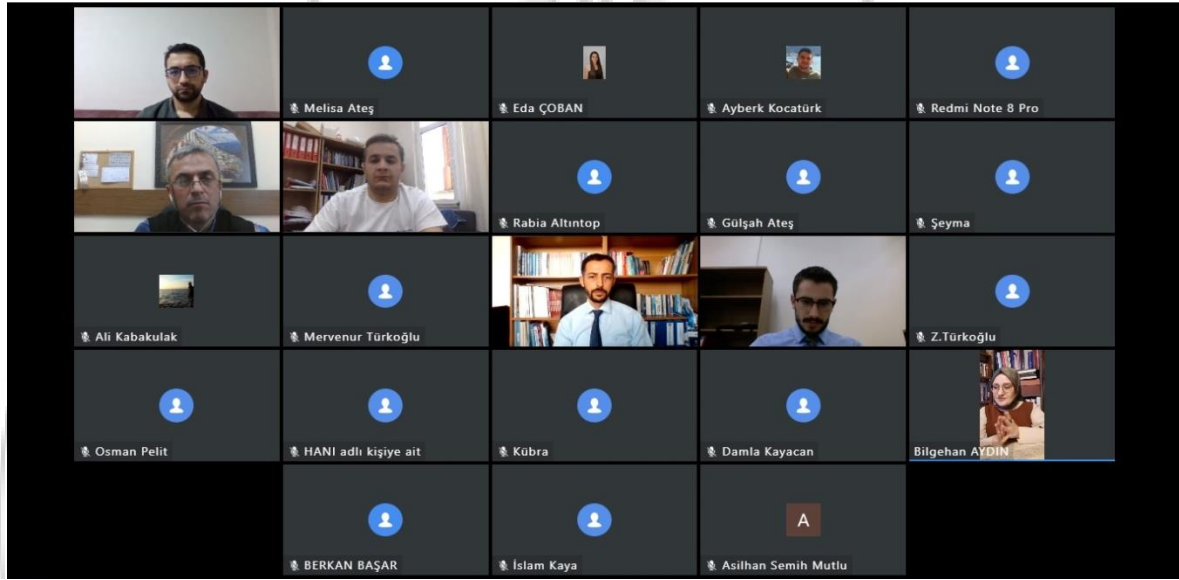 Melisa Ateş
Eda ÇOBAN
Ayberk Kocatürk
Redmi Note 8 Pro
Rabia Altıntop
Gülşah Ateş
Şeyma
Ali Kabakulak
Mervenur Türkoğlu
Z.Türkoğlu
Osman Pelit
HANI adlı kişiye ait
Kübra
Damla Kayacan
Bilgehan AYDIN
BERKAN BAŞAR
İslam Kaya
A
Asilhan Semih Mutlu